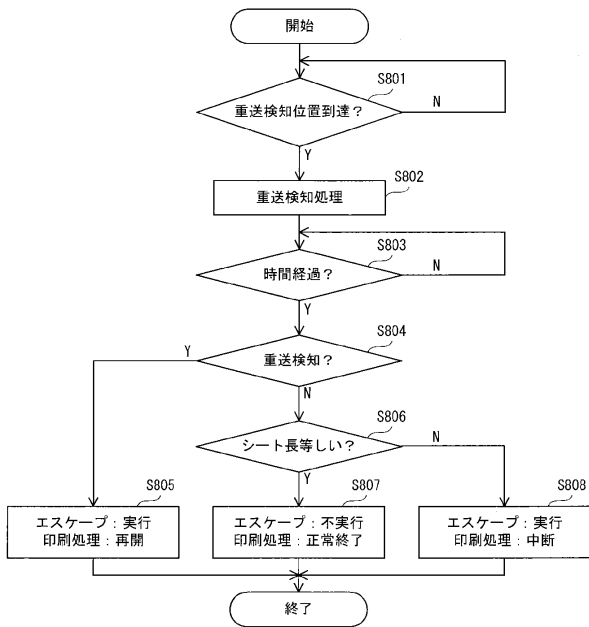 開始
S801
重送検知位置到達？
N
Y
S802
重送検知処理
S803
時間経過？
N
Y
S804
重送検知？
Y
N
S806
シート長等しい？
N
Y
S805
エスケープ：実行
印刷処理：再開
S807
エスケープ：不実行
印刷処理：正常終了
S808
エスケープ：実行
印刷処理：中断
終了